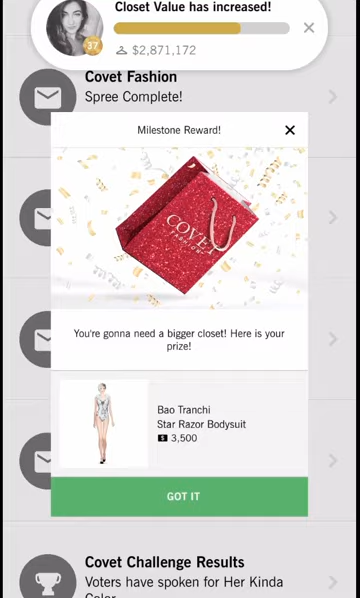 Closet Value has increased!
37
$2,871,172
Covet Fashion
Spree Complete!
Milestone Reward!
COVET
FASHION
You're gonna need a bigger closet! Here is your
prize!
Bao Tranchi
Star Razor Bodysuit
$ 3,500
GOT IT
Covet Challenge Results
Voters have spoken for Her Kinda